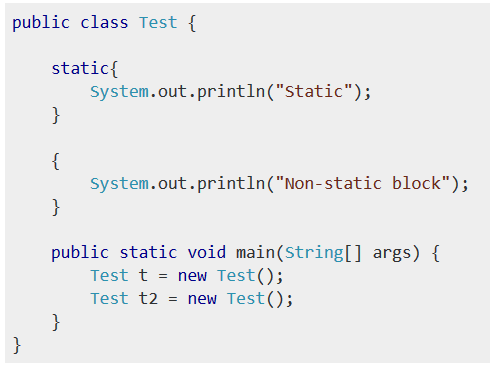 public class Test {
static{
System.out.println("Static");
}
{
System.out.println("Non-static block");
}
public static void main(String[] args) {
Test t = new Test();
Test t2 = new Test();
}
}